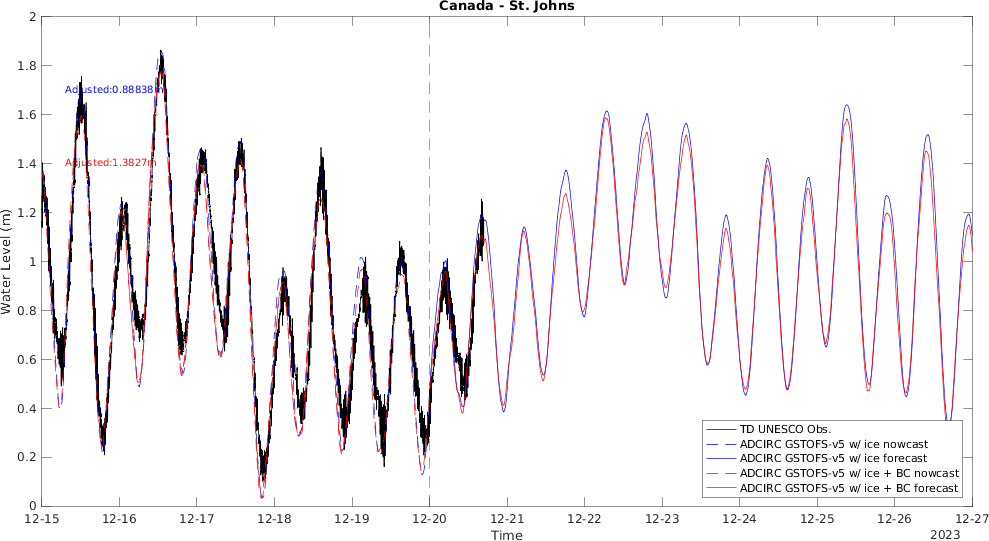 Canada - St. Johns
2
1.8
1.6
1.4
1.2
1
0.8
0.6
0.4
0.2
0
Water Level (m)
Adjusted:0.88838m
Adjusted:1.3827m
TD UNESCO Obs.
ADCIRC GSTOFS-v5 w/ ice nowcast
ADCIRC GSTOFS-v5 w/ ice forecast
ADCIRC GSTOFS-v5 w/ ice + BC nowcast
ADCIRC GSTOFS-v5 w/ ice + BC forecast
12-15 12-16 12-17 12-18 12-19 12-20 12-21 12-22 12-23 12-24 12-25 12-26 12-27
Time
2023